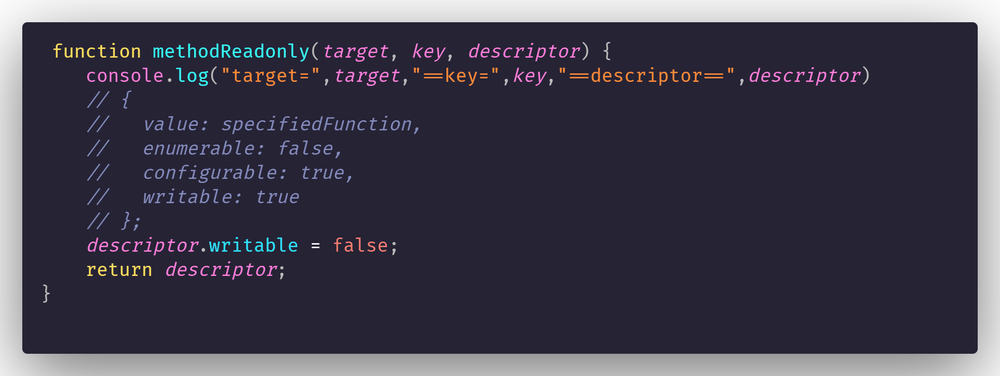 function methodReadonly(target, key, descriptor) {
console.log("target=",target,"==key=",key,"==descriptor==",descriptor)
// {
//   value: specifiedFunction,
//   enumerable: false,
//   configurable: true,
//   writable: true
// };
descriptor.writable = false;
return descriptor;
}